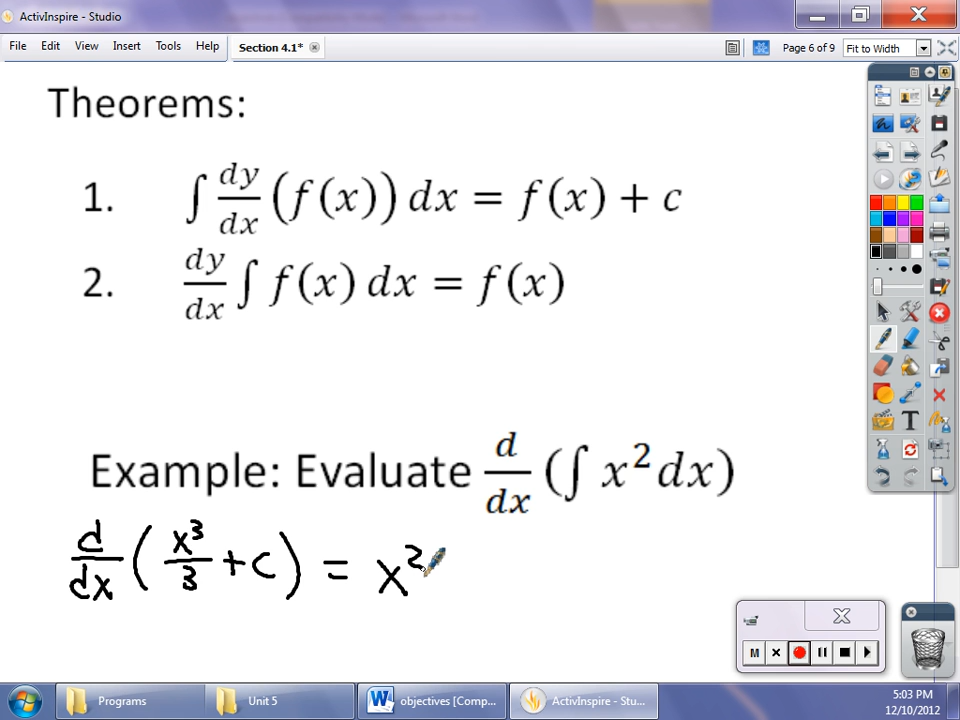 ActivInspire - Studio
File Edit View Insert Tools Help Section 4.1* Page 6 of 9 Fit to Width
Theorems:
1. ∫ dy/dx (f(x)) dx = f(x) + c
2. dy/dx ∫ f(x) dx = f(x)
Example: Evaluate d/dx (∫ x² dx)
d/dx (x³/3 + C) = x²
M
Programs Unit 5 objectives [Comp... ActivInspire - Stu... 5:03 PM
12/10/2012